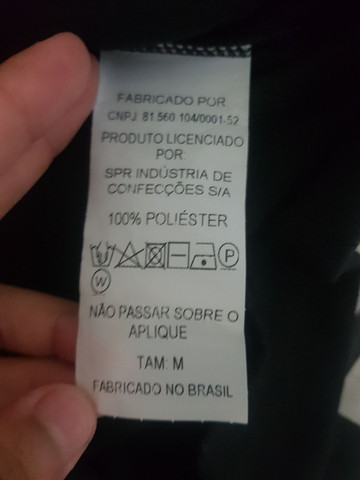 FABRICADO POR
CNPJ. 81.560.104/0001-52
PRODUTO LICENCIADO
POR:
SPR INDÚSTRIA DE
CONFECÇÕES S/A
100% POLIÉSTER
P
W
NÃO PASSAR SOBRE O
APLIQUE
TAM: M
FABRICADO NO BRASIL